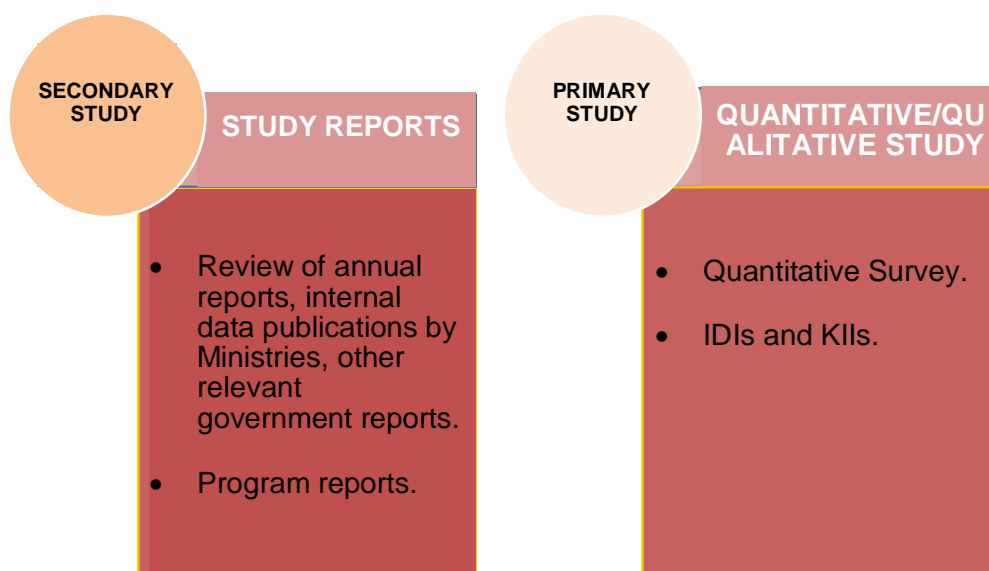 SECONDARY
STUDY
STUDY REPORTS
• Review of annual
reports, internal
data publications by
Ministries, other
relevant
government reports.
• Program reports.
PRIMARY
STUDY
QUANTITATIVE/QU
ALITATIVE STUDY
• Quantitative Survey.
• IDIs and KIIs.